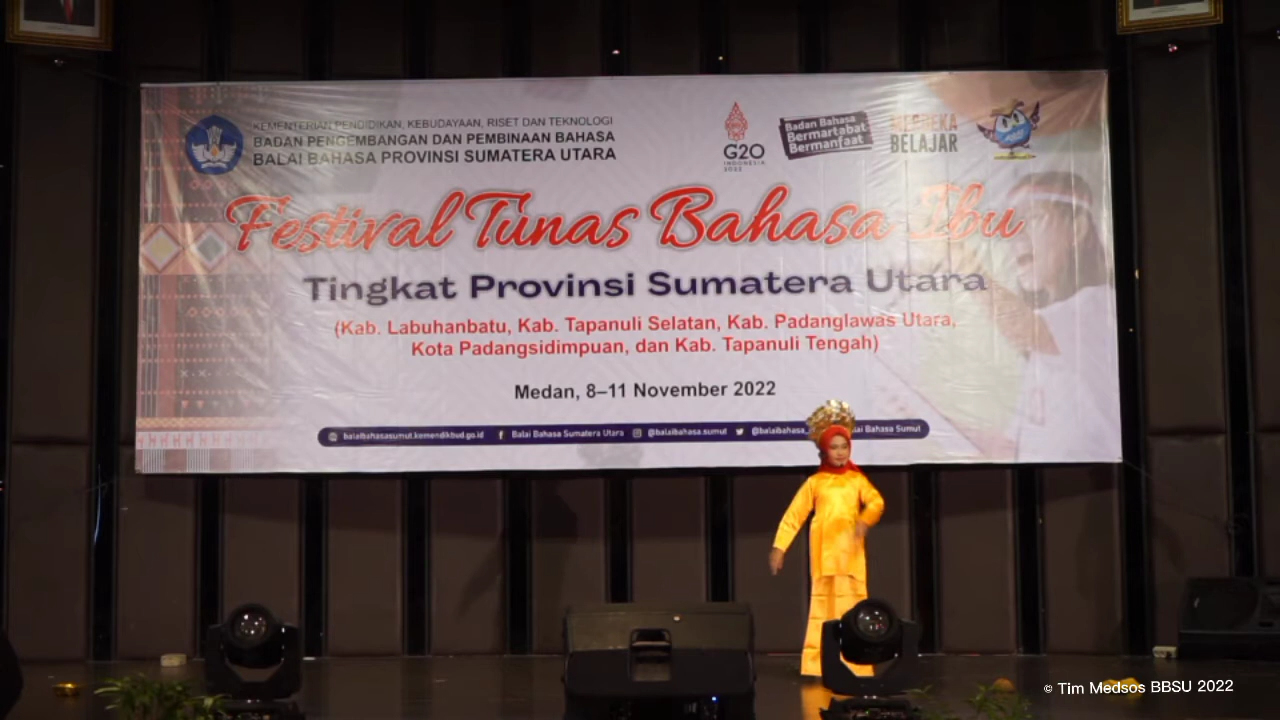 KEMENTERIAN PENDIDIKAN, KEBUDAYAAN, RISET DAN TEKNOLOGI
BADAN PENGEMBANGAN DAN PEMBINAAN BAHASA
BALAI BAHASA PROVINSI SUMATERA UTARA
G20
INDONESIA
2022
Badan Bahasa
Bermartabat
Bermanfaat
MERDEKA
BELAJAR
Festival Tunas Bahasa Ibu
Tingkat Provinsi Sumatera Utara
(Kab. Labuhanbatu, Kab. Tapanuli Selatan, Kab. Padanglawas Utara,
Kota Padangsidimpuan, dan Kab. Tapanuli Tengah)
Medan, 8–11 November 2022
balaibahasasumut.kemendikbud.go.id Balai Bahasa Sumatera Utara @balaibahasa.sumut @balaibahasa_ Bahasa Sumut
© Tim Medsos BBSU 2022